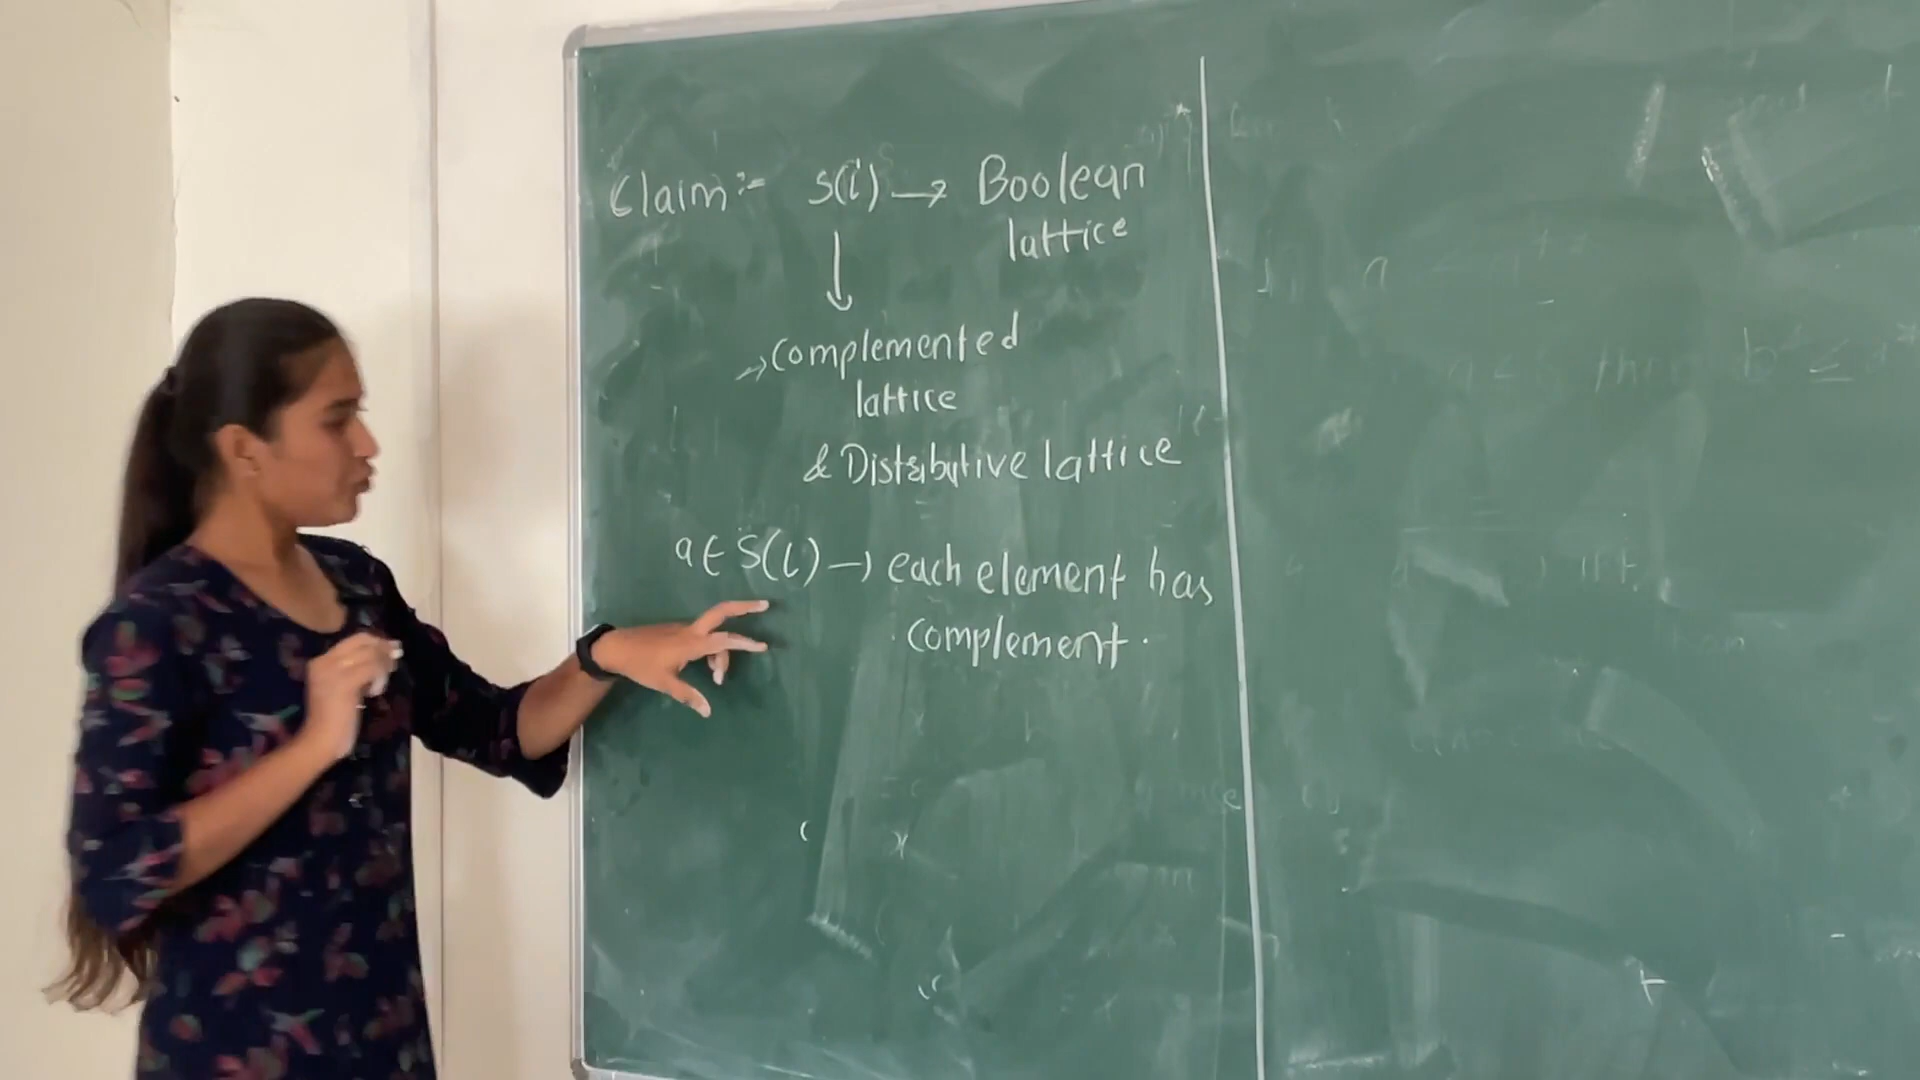 Claim :- S(L) → Boolean
lattice
↓
→ Complemented
lattice
& Distributive lattice
a ∈ S(L) → each element has
complement.